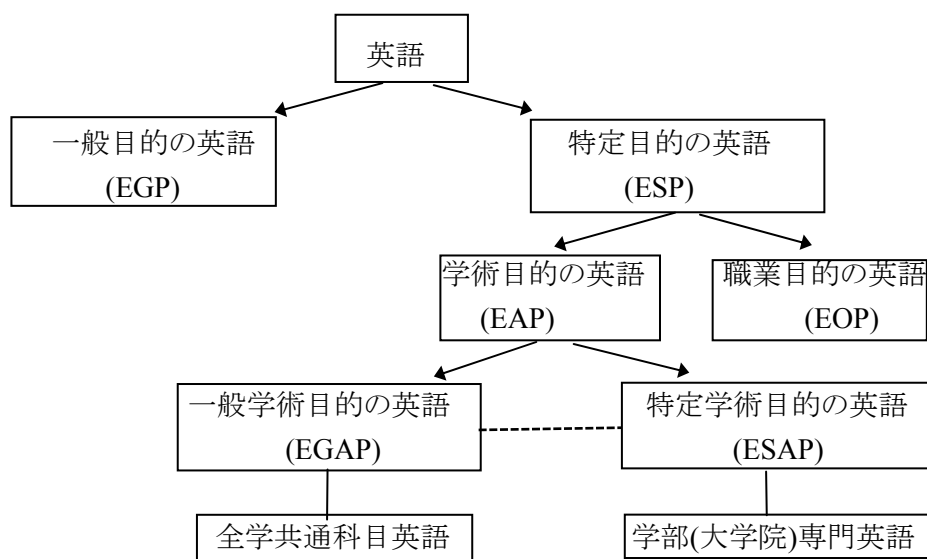 英語
一般目的の英語
(EGP)
特定目的の英語
(ESP)
学術目的の英語
(EAP)
職業目的の英語
(EOP)
一般学術目的の英語
(EGAP)
特定学術目的の英語
(ESAP)
全学共通科目英語
学部(大学院)専門英語